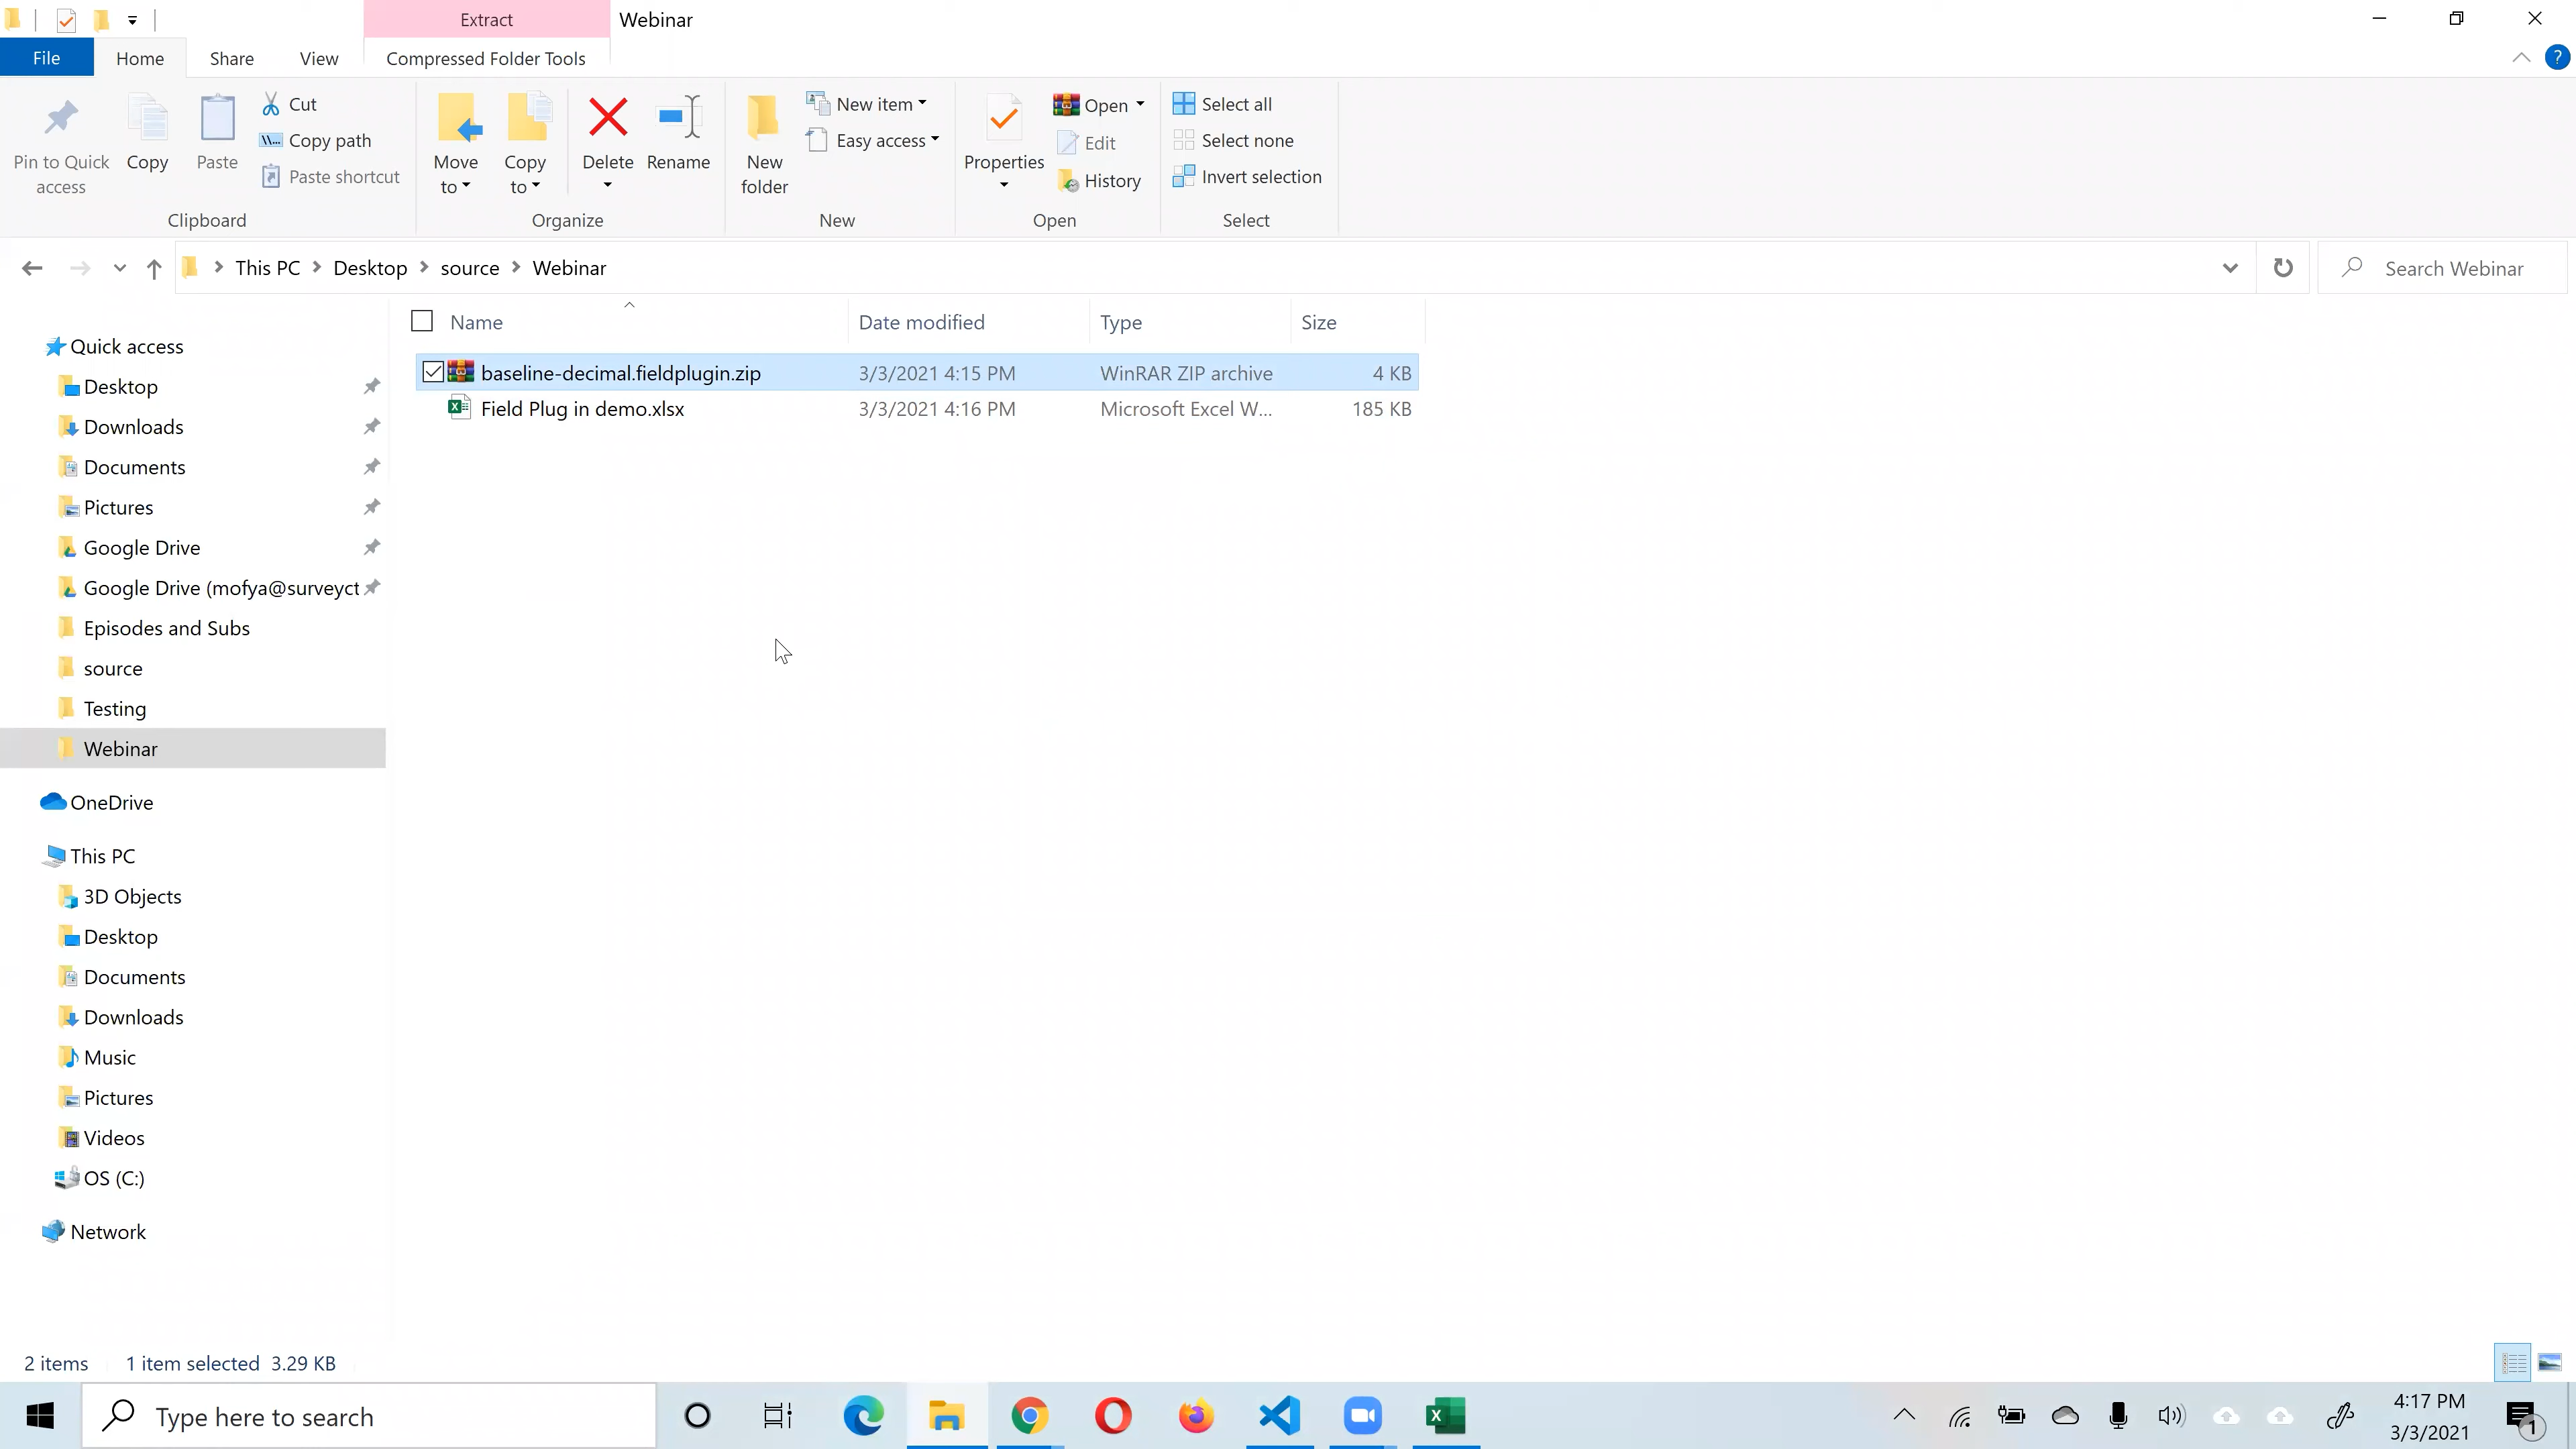 Extract
Webinar
File
Home
Share
View
Compressed Folder Tools
Pin to Quick access
Copy
Paste
Cut
Copy path
Paste shortcut
Clipboard
Move to
Copy to
Delete
Rename
Organize
New folder
New item
Easy access
New
Properties
Open
Edit
History
Open
Select all
Select none
Invert selection
Select
This PC > Desktop > source > Webinar
Search Webinar
Name
Date modified
Type
Size
baseline-decimal.fieldplugin.zip 3/3/2021 4:15 PM WinRAR ZIP archive 4 KB
Field Plug in demo.xlsx 3/3/2021 4:16 PM Microsoft Excel W... 185 KB
Quick access
Desktop
Downloads
Documents
Pictures
Google Drive
Google Drive (mofya@surveyct
Episodes and Subs
source
Testing
Webinar
OneDrive
This PC
3D Objects
Desktop
Documents
Downloads
Music
Pictures
Videos
OS (C:)
Network
2 items 1 item selected 3.29 KB
Type here to search
4:17 PM
3/3/2021
1